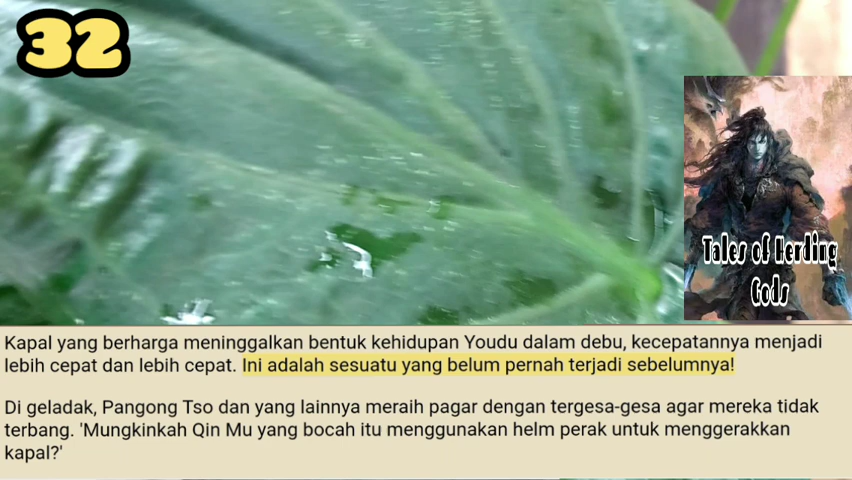 32
Tales of Herding
Gods
Kapal yang berharga meninggalkan bentuk kehidupan Youdu dalam debu, kecepatannya menjadi
lebih cepat dan lebih cepat. Ini adalah sesuatu yang belum pernah terjadi sebelumnya!
Di geladak, Pangong Tso dan yang lainnya meraih pagar dengan tergesa-gesa agar mereka tidak
terbang. 'Mungkinkah Qin Mu yang bocah itu menggunakan helm perak untuk menggerakkan
kapal?'